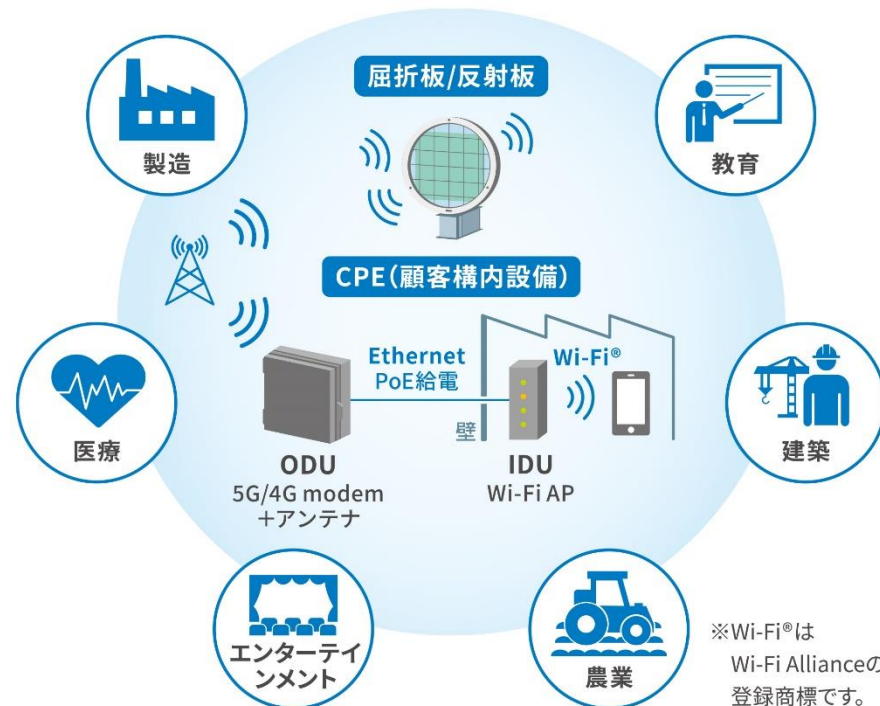 屈折板/反射板
製造
教育
CPE(顧客構内設備)
Ethernet
PoE給電
Wi-Fi®
壁
医療
建築
ODU
5G/4G modem
+アンテナ
IDU
Wi-Fi AP
エンターテイ
ンメント
農業
※Wi-Fi®は
Wi-Fi Allianceの
登録商標です。